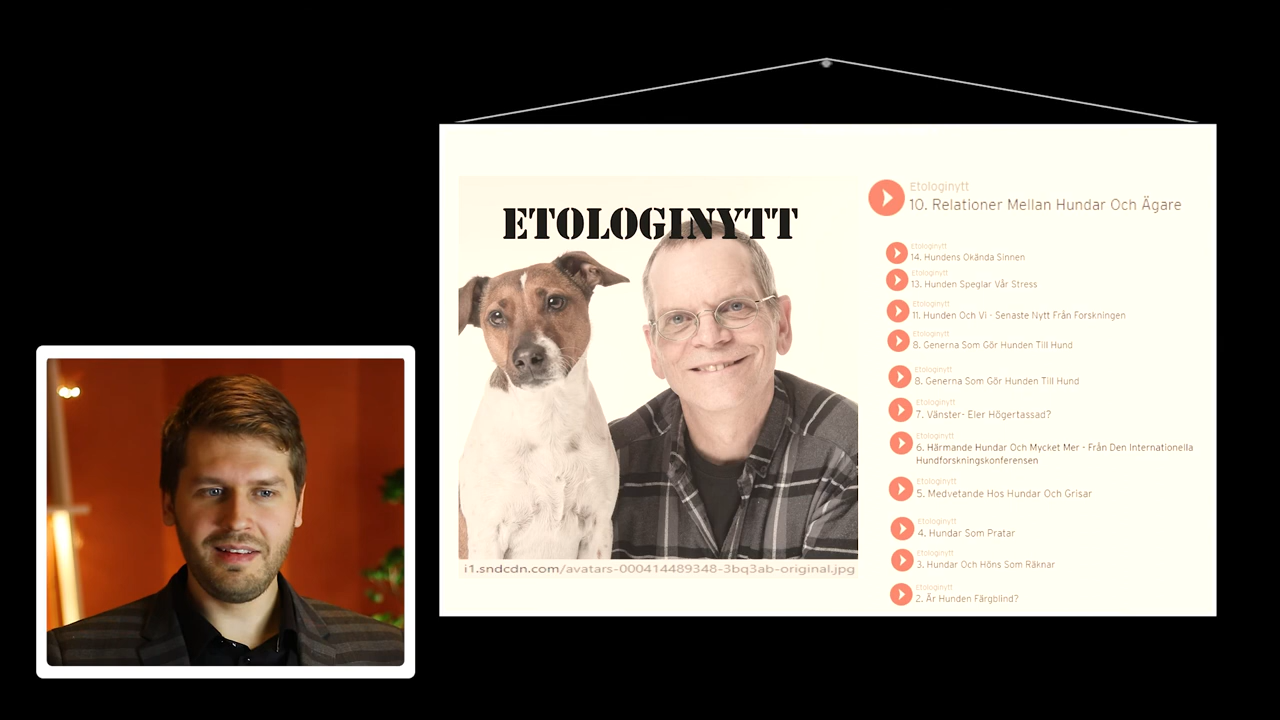 ETOLOGINYTT
i1.sndcdn.com/avatars-000414489348-3bq3ab-original.jpg
Etologinytt
10. Relationer Mellan Hundar Och Ägare
Etologinytt
14. Hundens Okända Sinnen
Etologinytt
13. Hunden Speglar Vår Stress
Etologinytt
11. Hunden Och Vi - Senaste Nytt Från Forskningen
Etologinytt
8. Generna Som Gör Hunden Till Hund
Etologinytt
8. Generna Som Gör Hunden Till Hund
Etologinytt
7. Vänster- Eler Högertassad?
Etologinytt
6. Härmande Hundar Och Mycket Mer - Från Den Internationella
Hundforskningskonferensen
Etologinytt
5. Medvetande Hos Hundar Och Grisar
Etologinytt
4. Hundar Som Pratar
Etologinytt
3. Hundar Och Höns Som Räknar
Etologinytt
2. Är Hunden Färgblind?